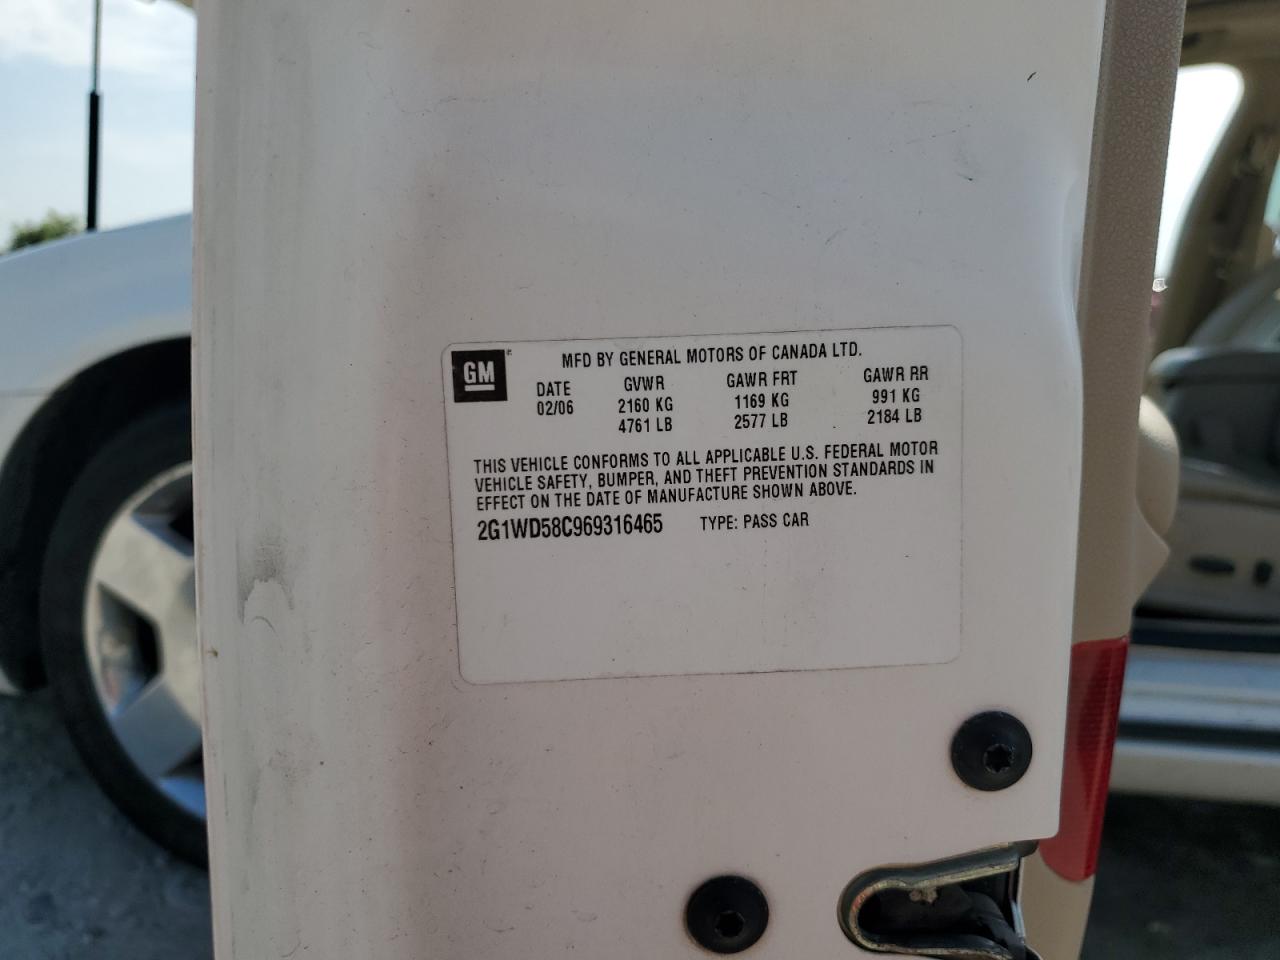 GM
MFD BY GENERAL MOTORS OF CANADA LTD.
DATE GVWR GAWR FRT GAWR RR
02/06 2160 KG 1169 KG 991 KG
4761 LB 2577 LB 2184 LB
THIS VEHICLE CONFORMS TO ALL APPLICABLE U.S. FEDERAL MOTOR
VEHICLE SAFETY, BUMPER, AND THEFT PREVENTION STANDARDS IN
EFFECT ON THE DATE OF MANUFACTURE SHOWN ABOVE.
2G1WD58C969316465 TYPE: PASS CAR